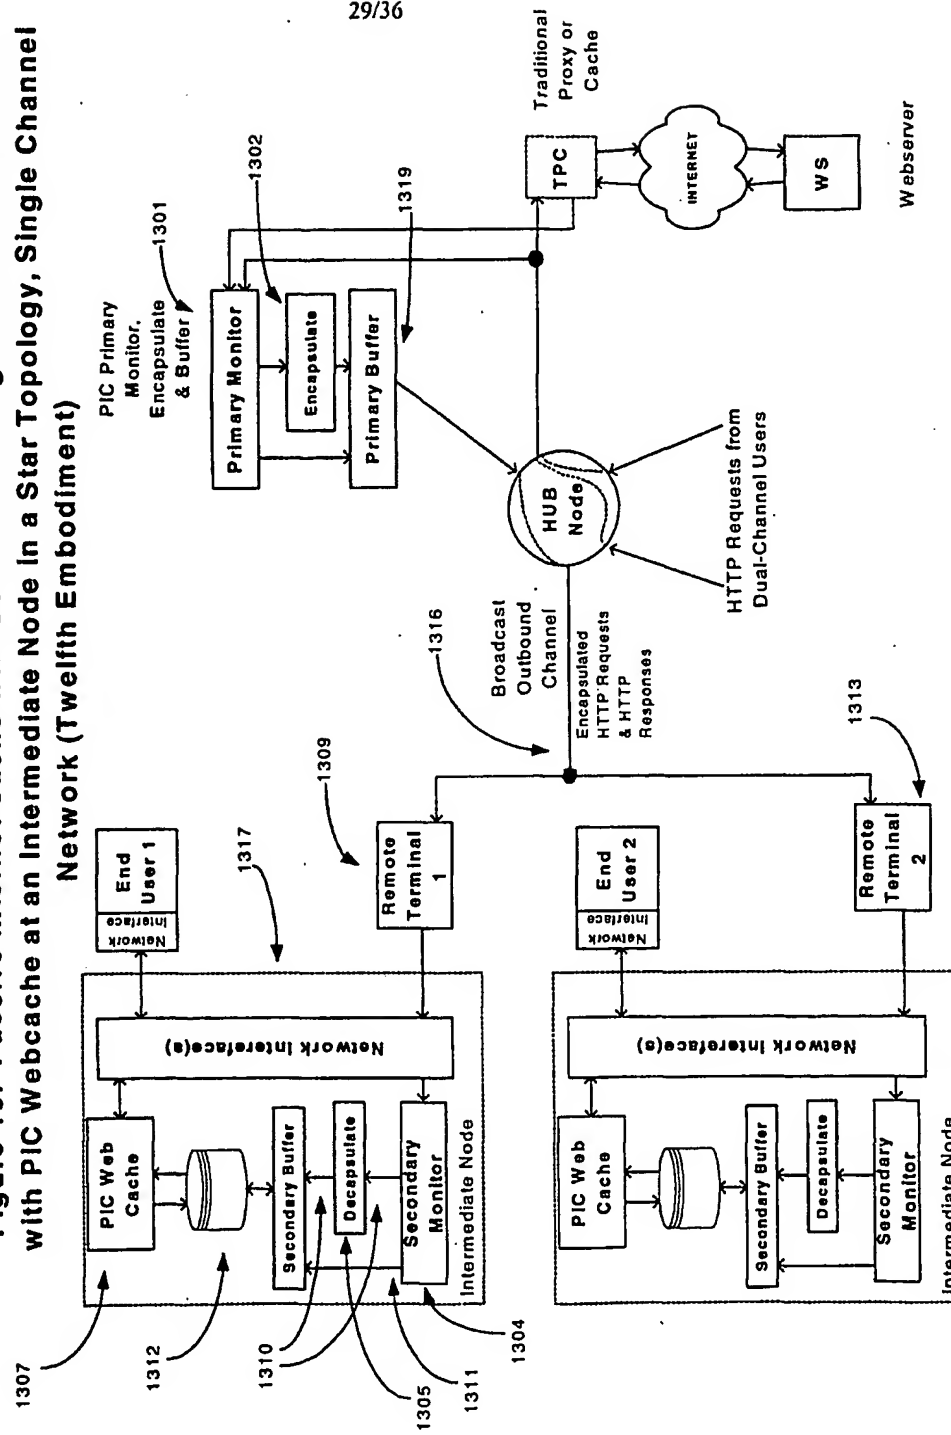 29/36
with PIC Webcache at an Intermediate Node in a Star Topology, Single Channel
Network (Twelfth Embodiment)
PIC Primary
Monitor,
Encapsulate
& Buffer
1301
1302
1319
Primary Monitor
Encapsulate
Primary Buffer
Traditional
Proxy or
Cache
TPC
INTERNET
WS
Webserver
HUB
Node
HTTP Requests from
Dual-Channel Users
1316
Broadcast
Outbound
Channel
Encapsulated
HTTP Requests
& HTTP
Responses
1309
1313
1317
Remote
Terminal
1
Remote
Terminal
2
End
User 1
Network
Interface
Network Interface(s)
PIC Web
Cache
Secondary Buffer
Decapsulate
Secondary
Monitor
Intermediate Node
1307
1312
1310
1305
1311
1304
End
User 2
Network
Interface
Network Interface(s)
PIC Web
Cache
Secondary Buffer
Decapsulate
Secondary
Monitor
Intermediate Node